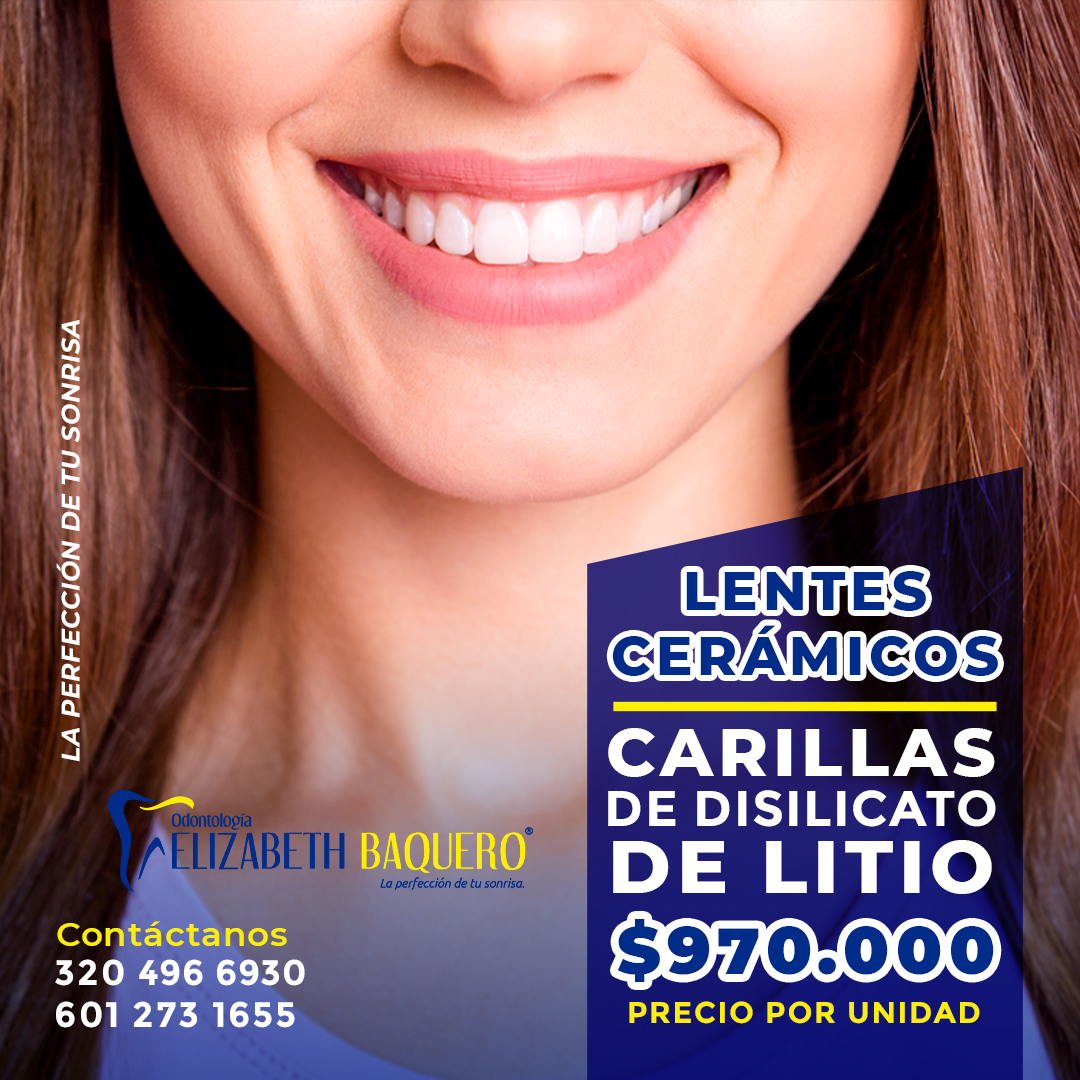 LA PERFECCIÓN DE TU SONRISA
LENTES
CERÁMICOS
CARILLAS
DE DISILICATO
DE LITIO
$970.000
PRECIO POR UNIDAD
Odontología
ELIZABETH BAQUERO®
La perfección de tu sonrisa.
Contáctanos
320 496 6930
601 273 1655